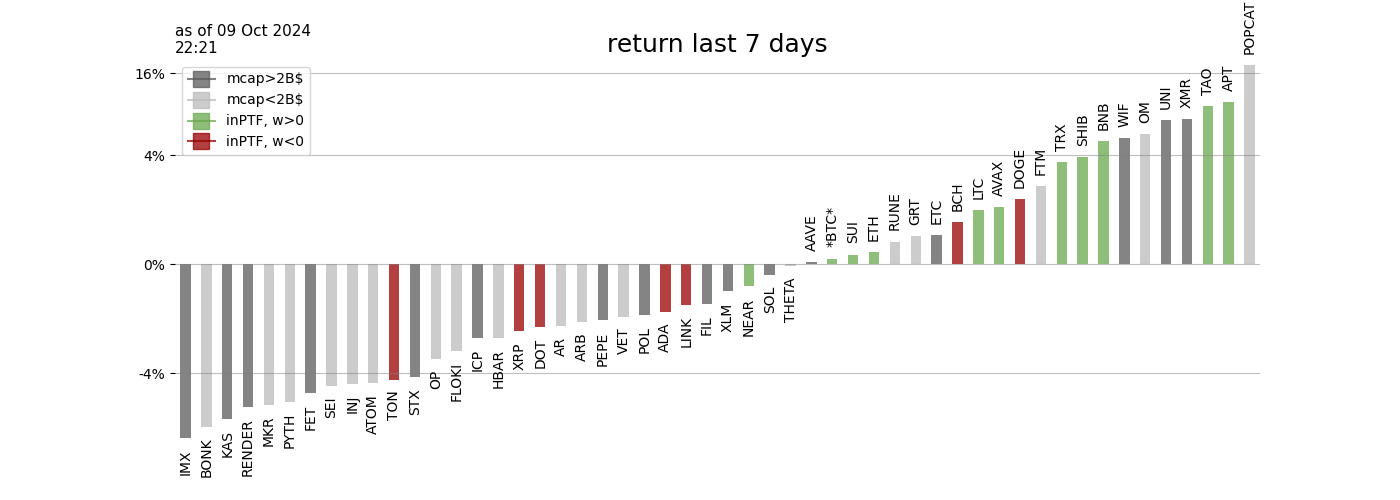 as of 09 Oct 2024
22:21
return last 7 days
16%
4%
0%
-4%
mcap>2B$
mcap<2B$
inPTF, w>0
inPTF, w<0
IMX
BONK
KAS
RENDER
MKR
PYTH
FET
SEI
INJ
ATOM
TON
STX
OP
FLOKI
ICP
HBAR
XRP
DOT
AR
ARB
PEPE
VET
POL
ADA
LINK
FIL
XLM
NEAR
SOL
THETA
AAVE
*BTC*
SUI
ETH
RUNE
GRT
ETC
BCH
LTC
AVAX
DOGE
FTM
TRX
SHIB
BNB
WIF
OM
UNI
XMR
TAO
APT
POPCAT